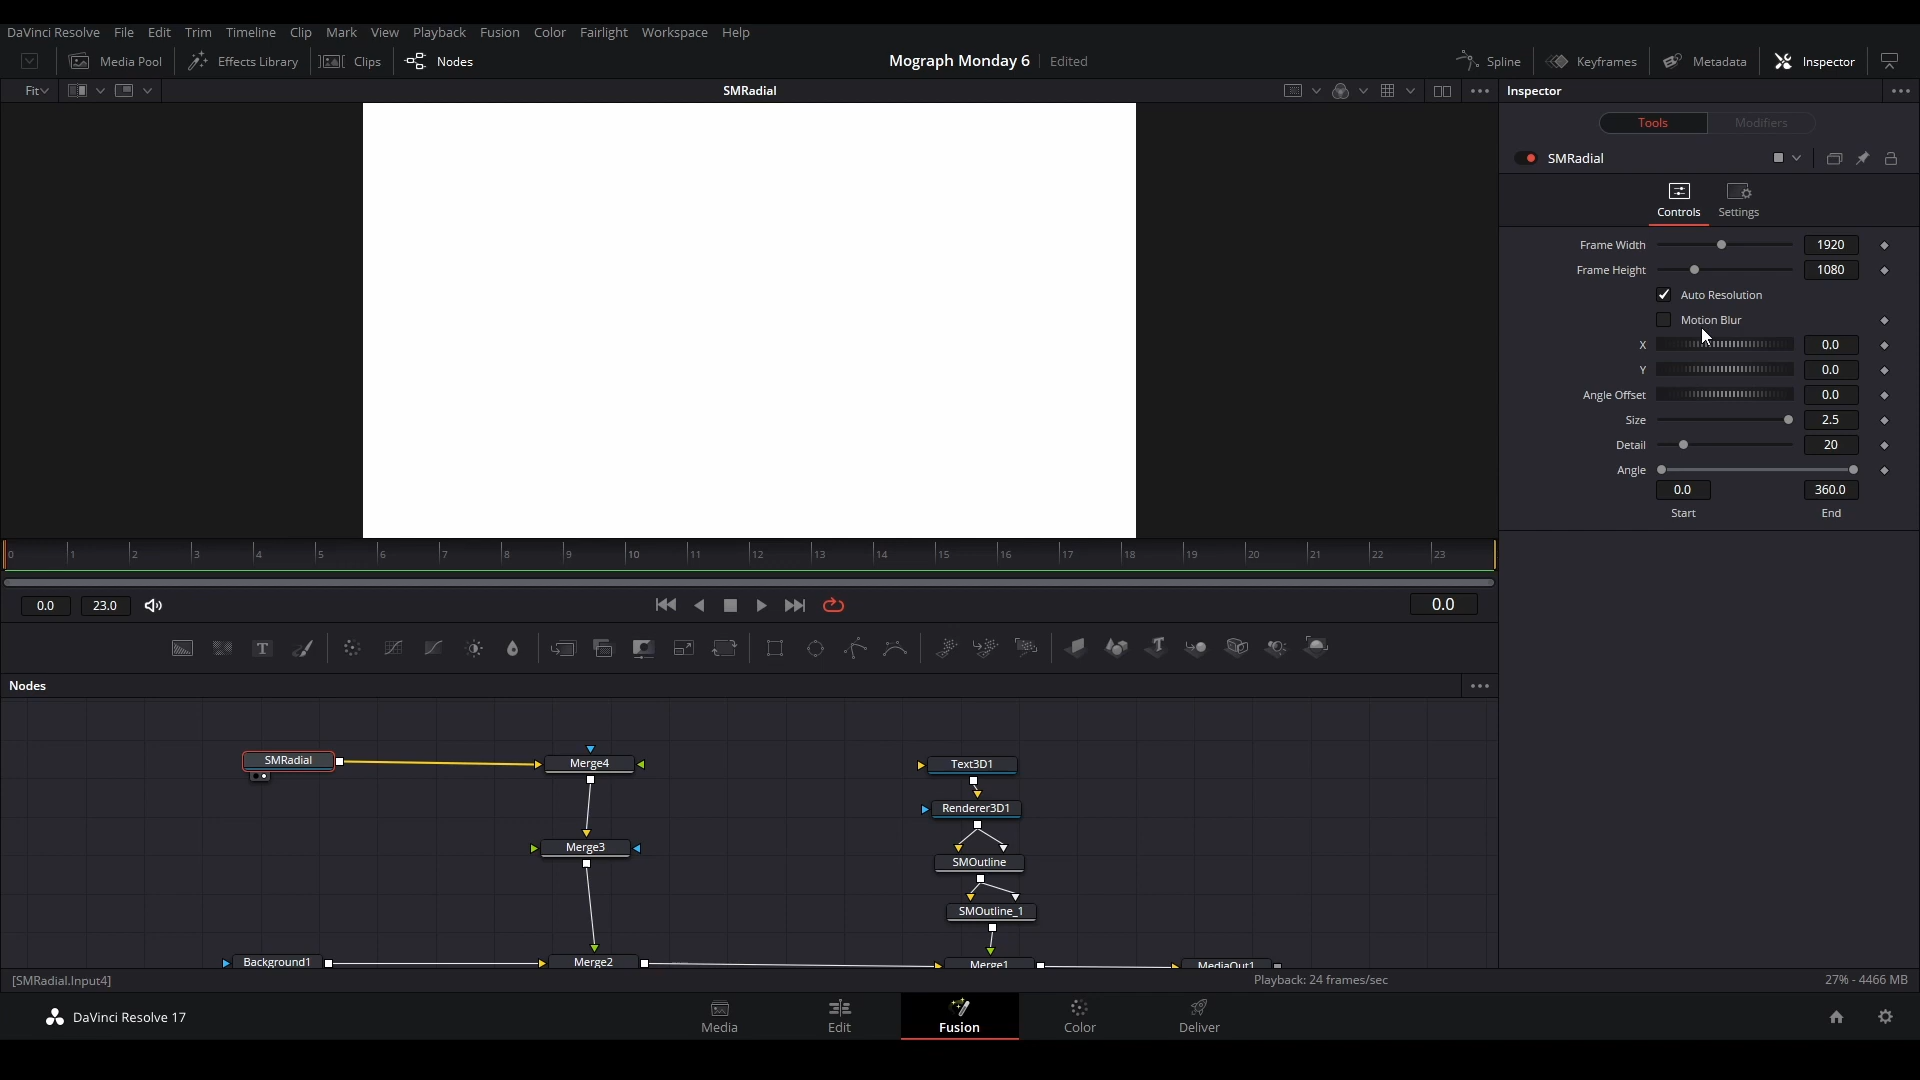 DaVinci Resolve File Edit Trim Timeline Clip Mark View Playback Fusion Color Fairlight Workspace Help
Media Pool Effects Library Clips Nodes Mograph Monday 6 Edited Spline Keyframes Metadata Inspector
Fit SMRadial Inspector
Tools Modifiers
SMRadial
Controls Settings
Frame Width 1920
Frame Height 1080
Auto Resolution
Motion Blur
X 0.0
Y 0.0
Angle Offset 0.0
Size 2.5
Detail 20
Angle
0.0 360.0
Start End
0 1 2 3 4 5 6 7 8 9 10 11 12 13 14 15 16 17 18 19 20 21 22 23
0.0 23.0 0.0
Nodes
SMRadial Merge4 Text3D1
Renderer3D1
Merge3 SMOutline
SMOutline_1
Background1 Merge2 Merge1 MediaOut1
[SMRadial.Input4] Playback: 24 frames/sec 27% - 4466 MB
DaVinci Resolve 17 Media Edit Fusion Color Deliver